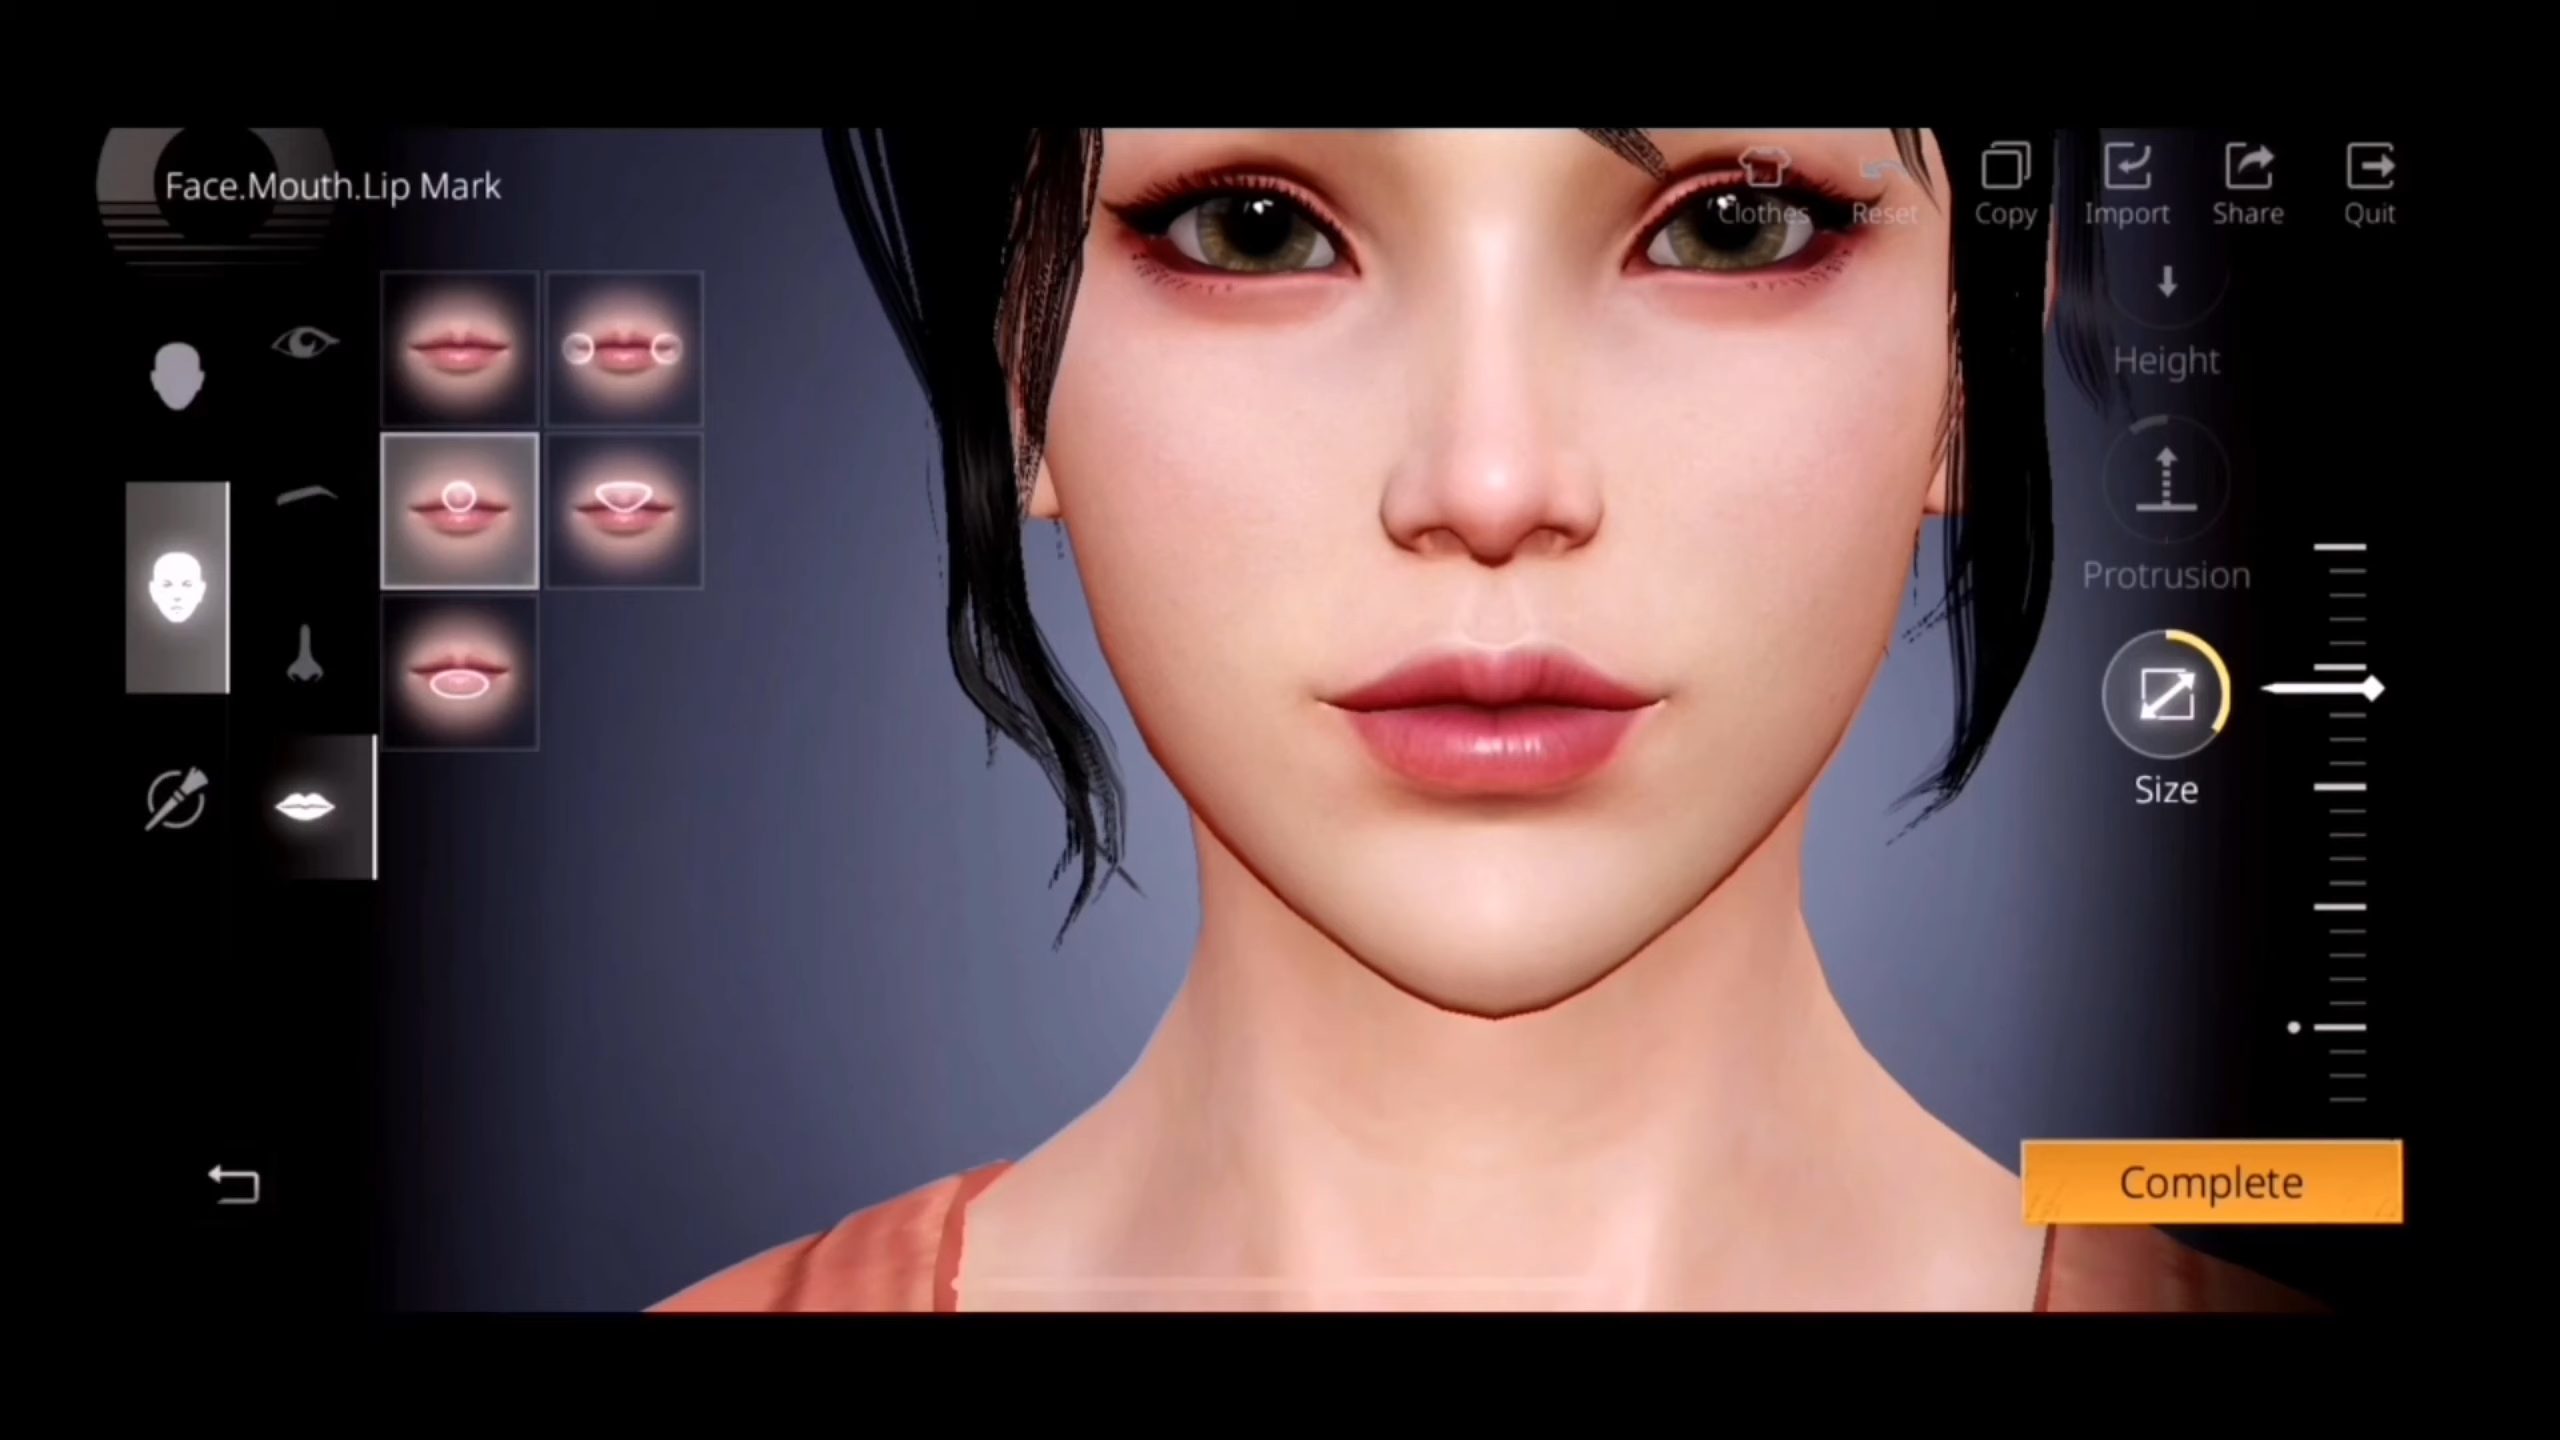 Face.Mouth.Lip Mark
Clothes
Reset
Copy
Import
Share
Quit
Height
Protrusion
Size
Complete